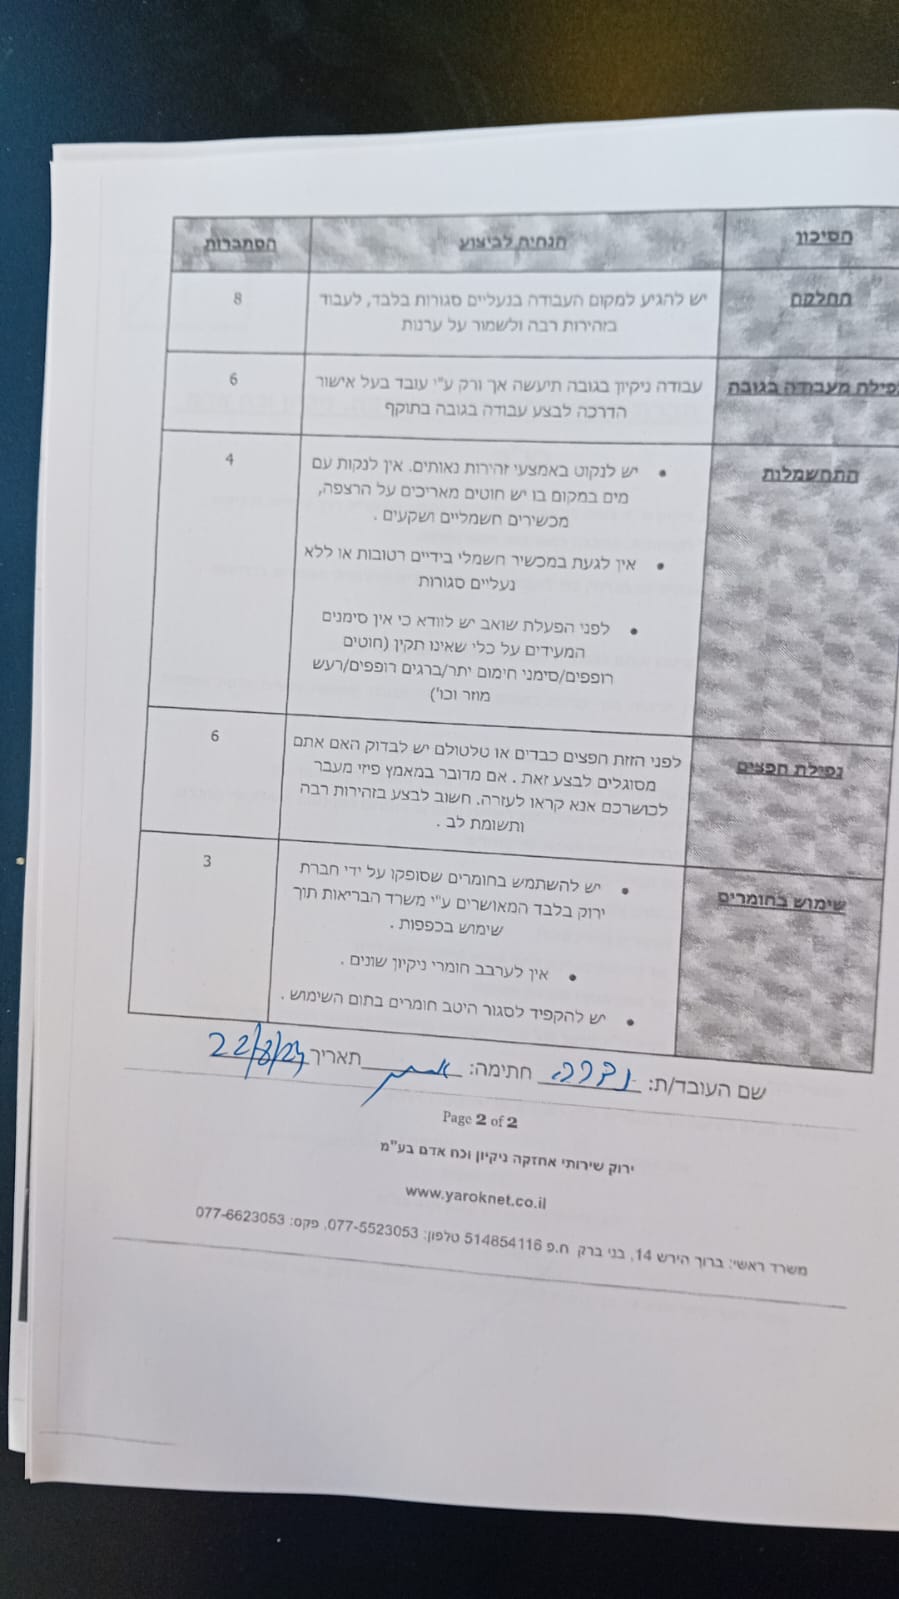 הסיכון הנחיה לביצוע הסתברות
החלקה יש להגיע למקום העבודה בנעליים סגורות בלבד, לעבוד 8
בזהירות רבה ולשמור על ערנות
נפילה מעבודה בגובה עבודה ניקיון בגובה תיעשה אך ורק ע"י עובד בעל אישור 6
הדרכה לבצע עבודה בגובה בתוקף
התחשמלות • יש לנקוט באמצעי זהירות נאותים. אין לנקות עם 4
מים במקום בו יש חוטים מאריכים על הרצפה,
מכשירים חשמליים ושקעים .
• אין לגעת במכשיר חשמלי בידיים רטובות או ללא
נעליים סגורות
• לפני הפעלת שואב יש לוודא כי אין סימנים
המעידים על כלי שאינו תקין (חוטים
רופפים/סימני חימום יתר/ברגים רופפים/רעש
מוזר וכו')
נפילת חפצים לפני הזזת חפצים כבדים או טלטולם יש לבדוק האם אתם 6
מסוגלים לבצע זאת . אם מדובר במאמץ פיזי מעבר
לכושרכם אנא קראו לעזרה. חשוב לבצע בזהירות רבה
ותשומת לב .
שימוש בחומרים • יש להשתמש בחומרים שסופקו על ידי חברת 3
ירוק בלבד המאושרים ע"י משרד הבריאות תוך
שימוש בכפפות .
• אין לערבב חומרי ניקיון שונים .
• יש להקפיד לסגור היטב חומרים בתום השימוש .
שם העובד/ת: חתימה: תאריך
Page 2 of 2
ירוק שירותי אחזקה ניקיון וכח אדם בע"מ
www.yaroknet.co.il
משרד ראשי: ברוך הירש 14, בני ברק ח.פ 514854116 טלפון: 077-5523053, פקס: 077-6623053